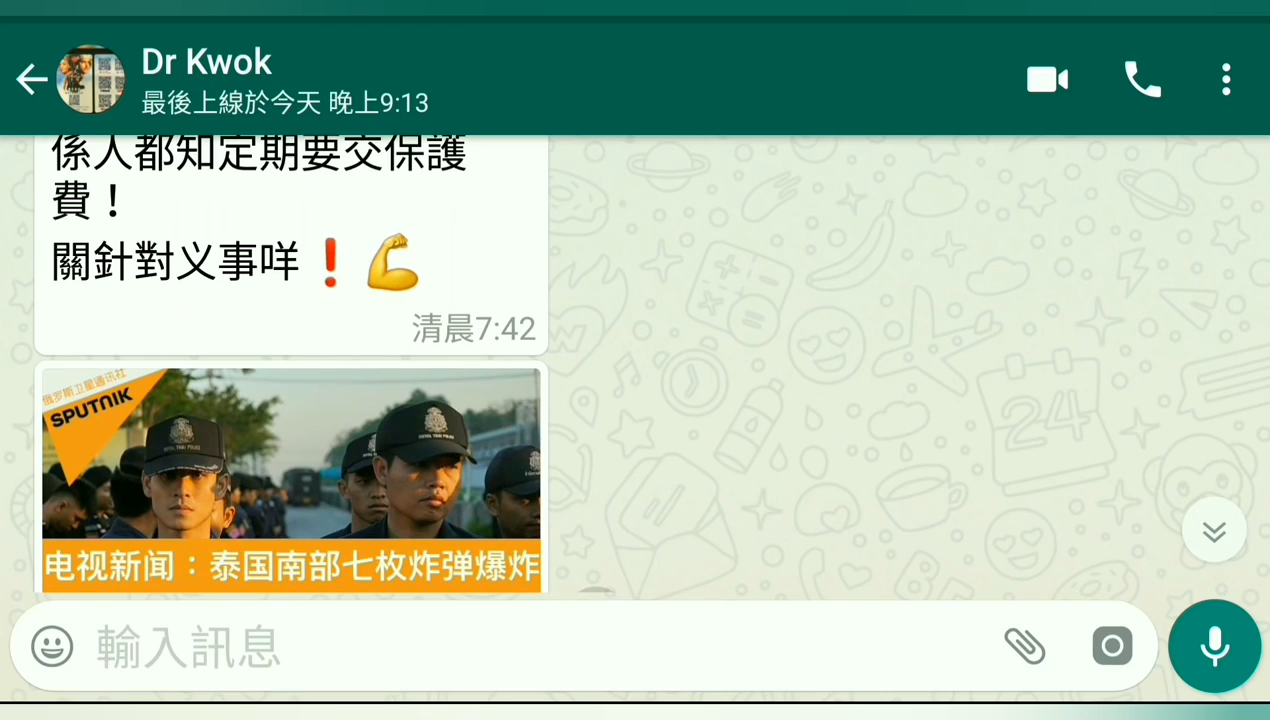 Dr Kwok
最後上線於今天 晚上9:13
係人都知定期要交保護
費！
關針對义事咩❗💪
清晨7:42
俄罗斯卫星通讯社
SPUTNIK
电视新闻：泰国南部七枚炸弹爆炸
輸入訊息